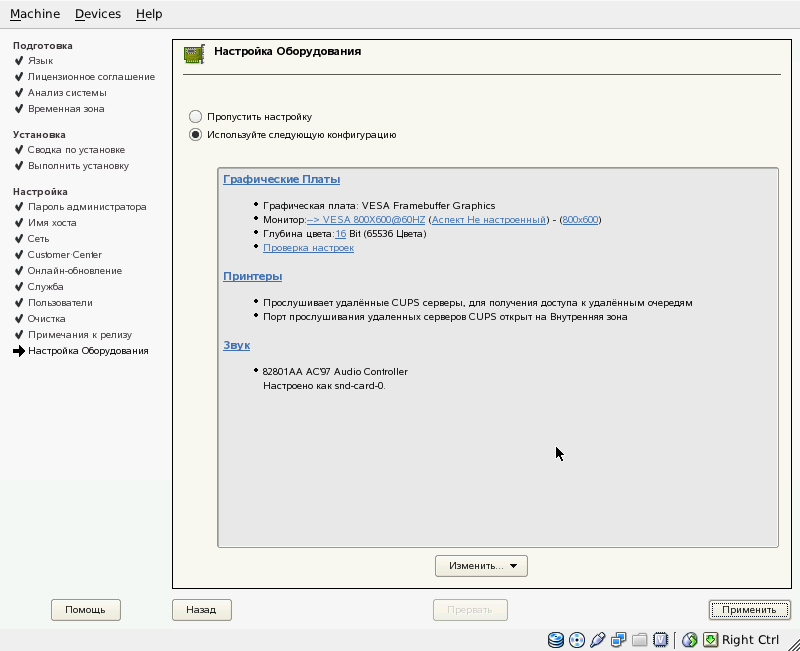 Machine Devices Help
Подготовка
Язык
Лицензионное соглашение
Анализ системы
Временная зона
Установка
Сводка по установке
Выполнить установку
Настройка
Пароль администратора
Имя хоста
Сеть
Customer Center
Онлайн-обновление
Служба
Пользователи
Очистка
Примечания к релизу
Настройка Оборудования
Настройка Оборудования
Пропустить настройку
Используйте следующую конфигурацию
Графические Платы
Графическая плата: VESA Framebuffer Graphics
Монитор:--> VESA 800X600@60HZ (Аспект Не настроенный) - (800x600)
Глубина цвета:16 Bit (65536 Цвета)
Проверка настроек
Принтеры
Прослушивает удалённые CUPS серверы, для получения доступа к удалённым очередям
Порт прослушивания удаленных серверов CUPS открыт на Внутренняя зона
Звук
82801AA AC'97 Audio Controller
Настроено как snd-card-0.
Изменить...
Помощь Назад Прервать Применить
Right Ctrl